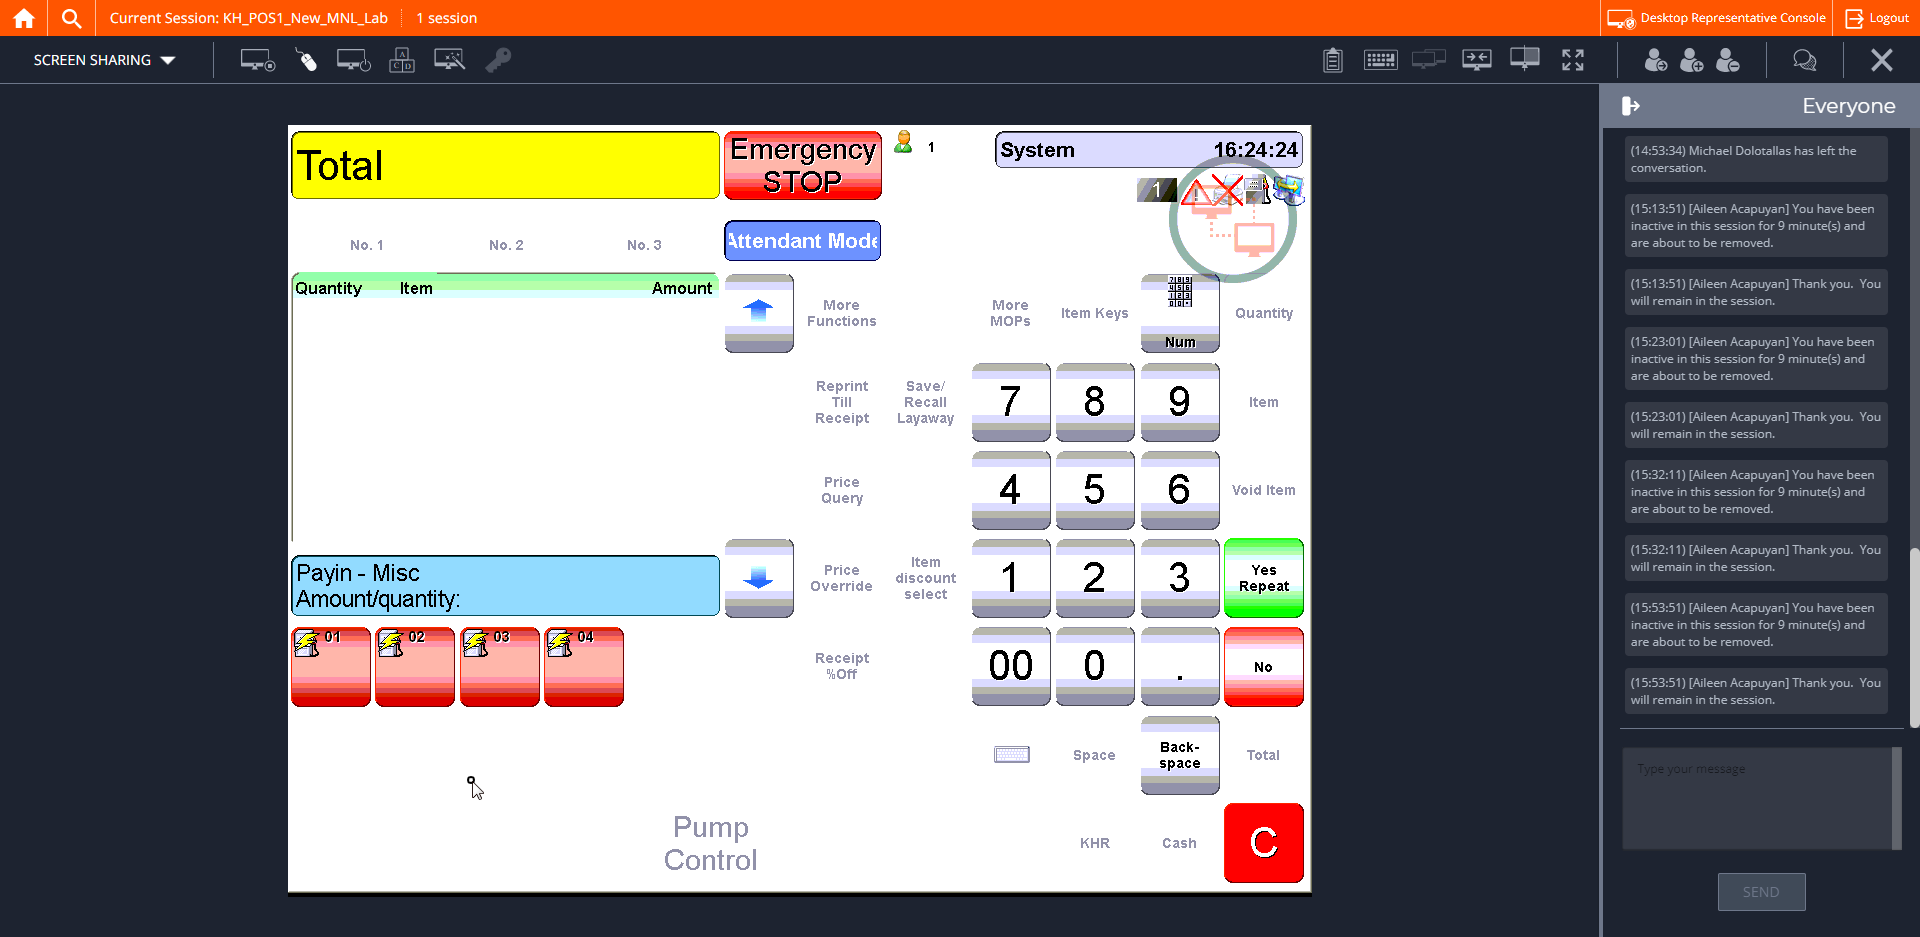 Current Session: KH_POS1_New_MNL_Lab
1 session
Desktop Representative Console
Logout
SCREEN SHARING
A
C D
Everyone
Total
Emergency
STOP
1
System
16:24:24
1
Attendant Mode
No. 1
No. 2
No. 3
Quantity
Item
Amount
More
Functions
More
MOPs
Item Keys
Num
Quantity
Reprint
Till
Receipt
Save/
Recall
Layaway
7
8
9
Item
Price
Query
4
5
6
Void Item
Payin - Misc
Amount/quantity:
Price
Override
Item
discount
select
1
2
3
Yes
Repeat
01
02
03
04
Receipt
%Off
00
0
.
No
Space
Back-
space
Total
Pump
Control
KHR
Cash
C
(14:53:34) Michael Dolotallas has left the
conversation.
(15:13:51) [Aileen Acapuyan] You have been
inactive in this session for 9 minute(s) and
are about to be removed.
(15:13:51) [Aileen Acapuyan] Thank you.  You
will remain in the session.
(15:23:01) [Aileen Acapuyan] You have been
inactive in this session for 9 minute(s) and
are about to be removed.
(15:23:01) [Aileen Acapuyan] Thank you.  You
will remain in the session.
(15:32:11) [Aileen Acapuyan] You have been
inactive in this session for 9 minute(s) and
are about to be removed.
(15:32:11) [Aileen Acapuyan] Thank you.  You
will remain in the session.
(15:53:51) [Aileen Acapuyan] You have been
inactive in this session for 9 minute(s) and
are about to be removed.
(15:53:51) [Aileen Acapuyan] Thank you.  You
will remain in the session.
Type your message
SEND